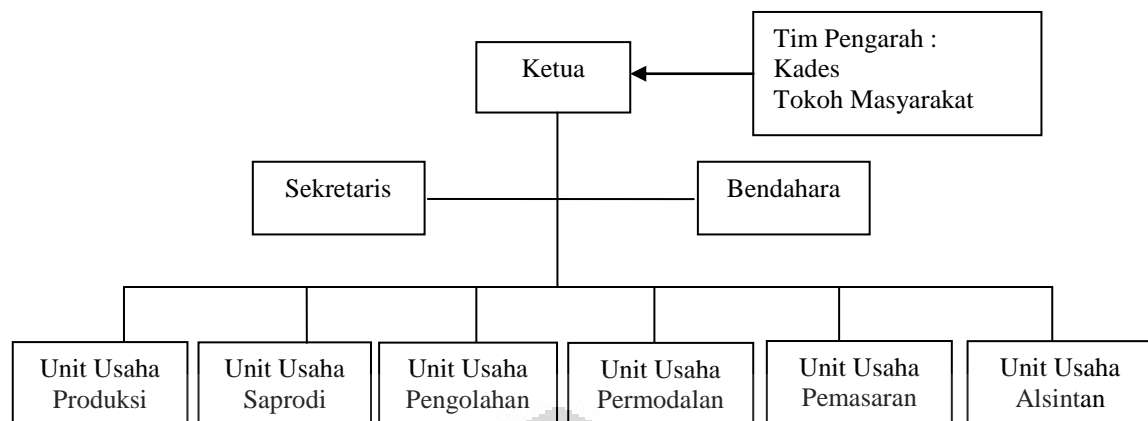 Ketua
Tim Pengarah :
Kades
Tokoh Masyarakat
Sekretaris
Bendahara
Unit Usaha
Produksi
Unit Usaha
Saprodi
Unit Usaha
Pengolahan
Unit Usaha
Permodalan
Unit Usaha
Pemasaran
Unit Usaha
Alsintan